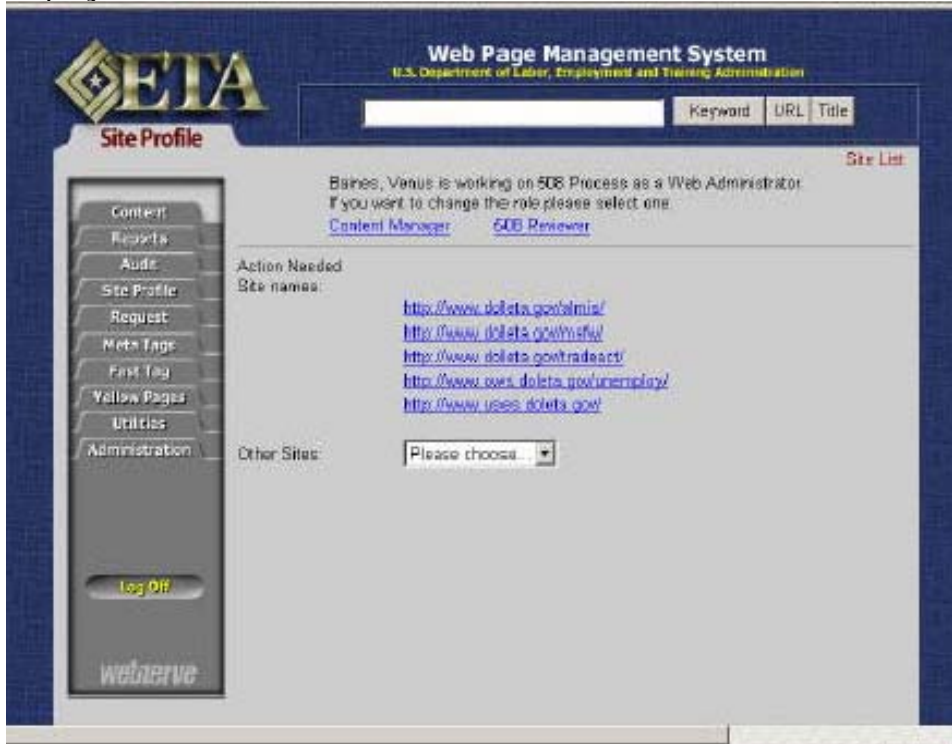 ETA
Web Page Management System
U.S. Department of Labor, Employment and Training Administration
Keyword URL Title
Site Profile
Site List
Baines, Venus is working on 508 Process as a Web Administrator
If you want to change the role please select one
Content Manager 508 Reviewer
Content
Reports
Audit
Site Profile
Request
Meta Tags
Fast Tag
Yellow Pages
Utilities
Administration
Log Off
webnerve
Action Needed
Site names:
http://www.doleta.gov/almis/
http://www.doleta.gov/msfw/
http://www.doleta.gov/tradeact/
http://www.ows.doleta.gov/unemploy/
http://www.uses.doleta.gov/
Other Sites: Please choose...